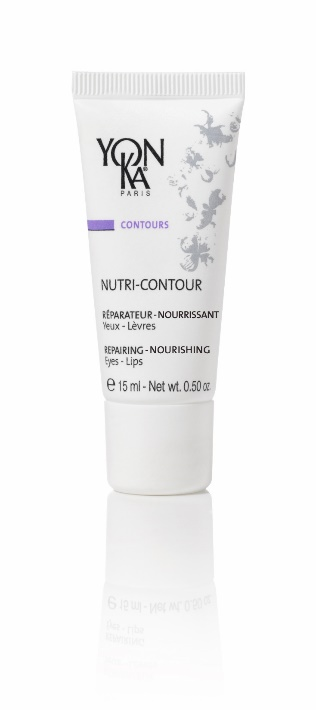 YON
KA®
PARIS
CONTOURS
NUTRI-CONTOUR
RÉPARATEUR-NOURRISSANT
Yeux - Lèvres
REPAIRING-NOURISHING
Eyes - Lips
℮ 15 ml - Net wt. 0.50 oz